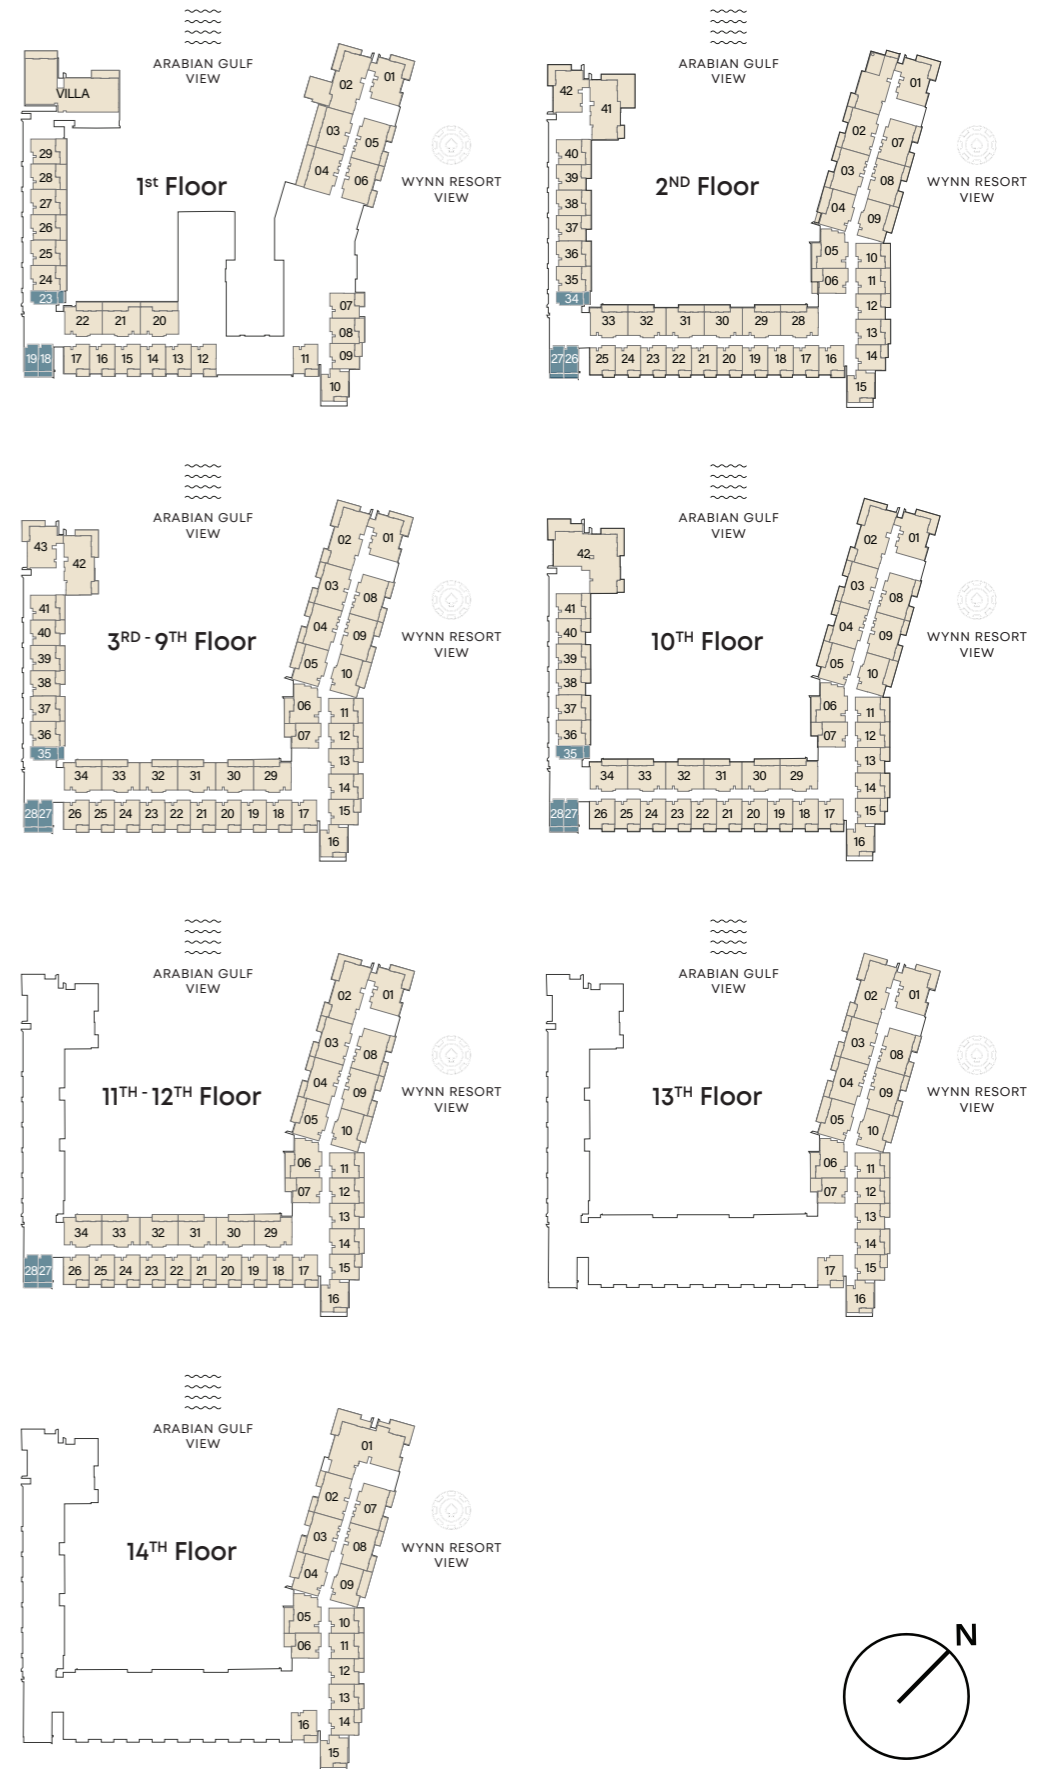 ARABIAN GULF
VIEW
VILLA
02
01
03
05
04
06
29
28
27
26
25
24
23
1st Floor
WYNN RESORT
VIEW
22 21 20
07
08
09
19 18 17 16 15 14 13 12 11
10
ARABIAN GULF
VIEW
42
41
01
02
07
03
08
04
09
40
39
38
37
36
35
34
2ND Floor
WYNN RESORT
VIEW
05
06
10
11
12
13
14
33 32 31 30 29 28
27 26 25 24 23 22 21 20 19 18 17 16
15
ARABIAN GULF
VIEW
43
42
02
01
03
08
04
09
05
10
41
40
39
38
37
36
35
3RD - 9TH Floor
WYNN RESORT
VIEW
06
07
11
12
13
14
15
34 33 32 31 30 29
28 27 26 25 24 23 22 21 20 19 18 17
16
ARABIAN GULF
VIEW
42
02
01
03
08
04
09
05
10
41
40
39
38
37
36
35
10TH Floor
WYNN RESORT
VIEW
06
07
11
12
13
14
15
34 33 32 31 30 29
28 27 26 25 24 23 22 21 20 19 18 17
16
ARABIAN GULF
VIEW
02
01
03
08
04
09
05
10
11TH - 12TH Floor
WYNN RESORT
VIEW
06
07
11
12
13
14
15
34 33 32 31 30 29
28 27 26 25 24 23 22 21 20 19 18 17
16
ARABIAN GULF
VIEW
02
01
03
08
04
09
05
10
13TH Floor
WYNN RESORT
VIEW
06
07
11
12
13
14
15
17
16
ARABIAN GULF
VIEW
01
02
07
03
08
04
09
14TH Floor
WYNN RESORT
VIEW
05
06
10
11
12
13
14
16
15
N